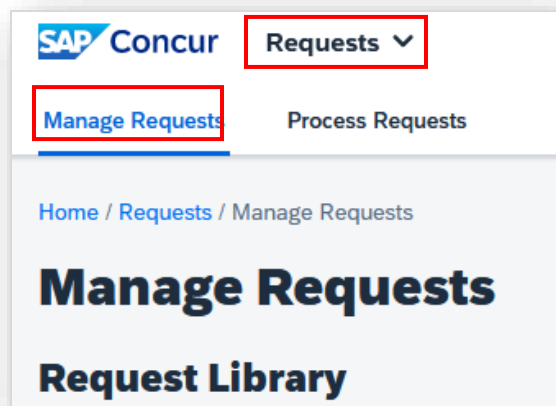 SAP Concur Requests
Manage Requests Process Requests
Home / Requests / Manage Requests
Manage Requests
Request Library